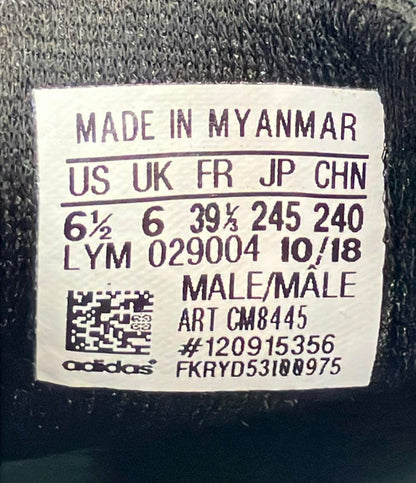 MADE IN MYANMAR
US UK FR JP CHN
6½ 6 39⅓ 245 240
LYM 029004 10/18
MALE/MÂLE
ART CM8445
#120915356
adidas FKRYD53100975